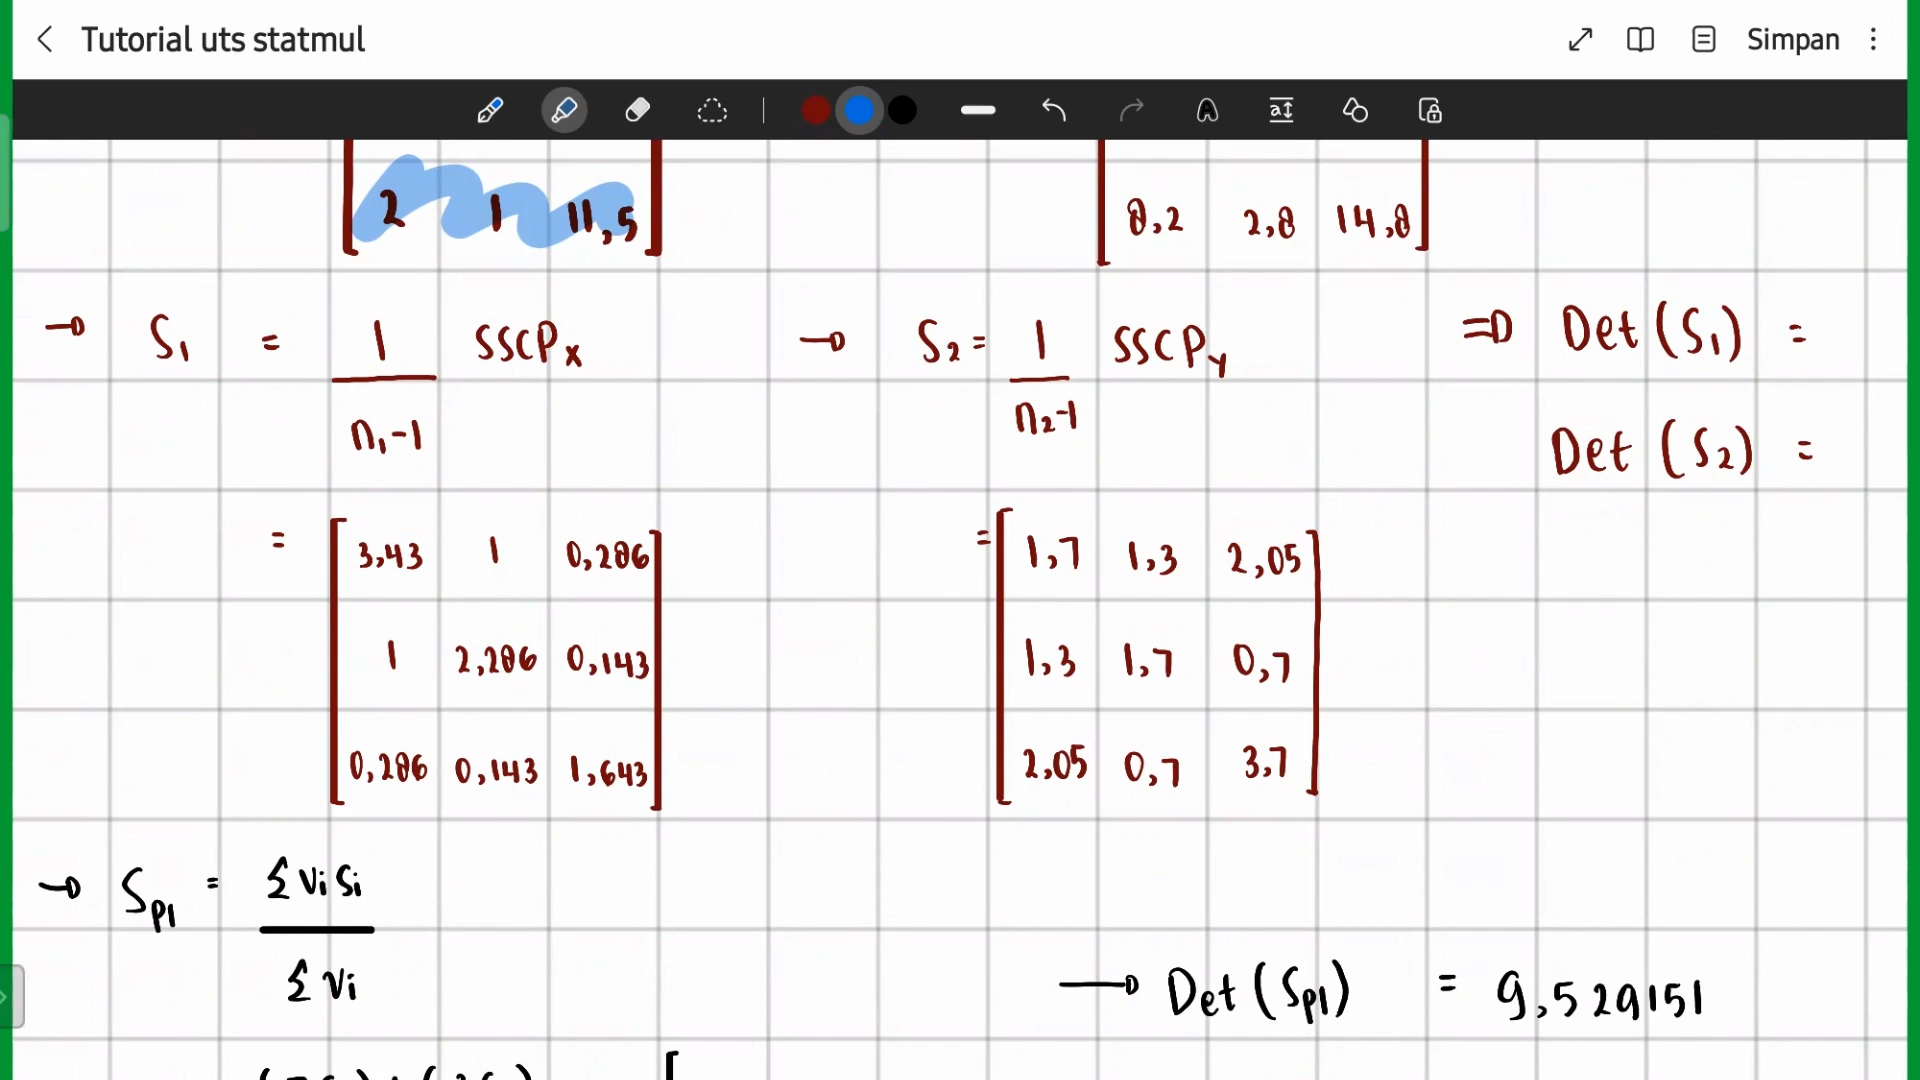 Tutorial uts statmul
Simpan
2 1 11,5
8,2 2,8 14,8
→ S₁ = 1 SSCPx
n₁-1
→ S₂ = 1 SSCPy
n₂-1
⇒ Det (S₁) =
Det (S₂) =
= 3,43 1 0,286
1 2,286 0,143
0,286 0,143 1,643
= 1,7 1,3 2,05
1,3 1,7 0,7
2,05 0,7 3,7
→ Sp1 = Σ Vi Si
Σ Vi
→ Det (Sp1) = 9,529151